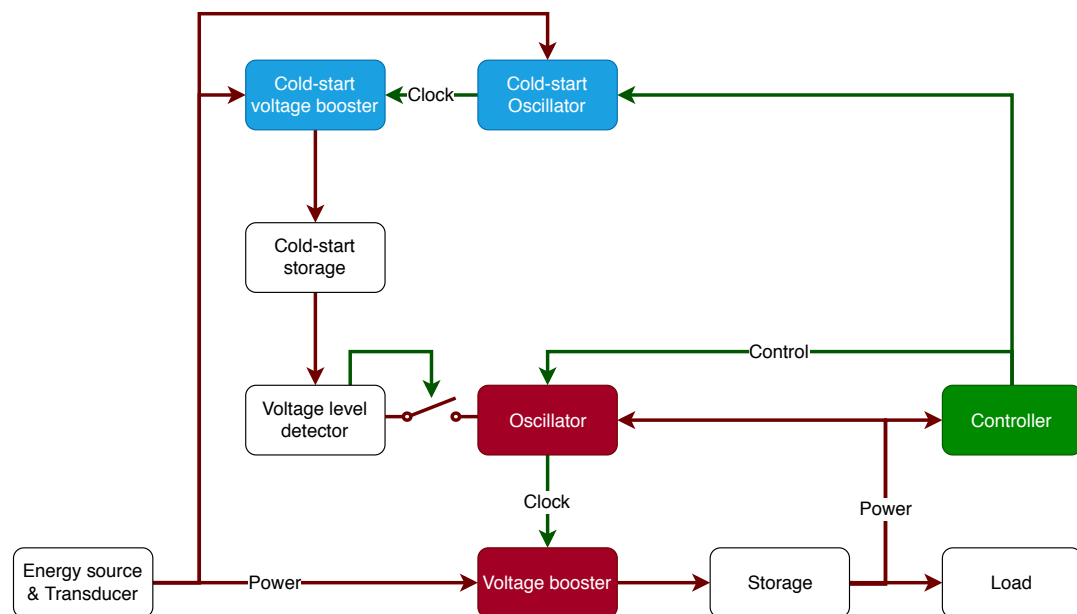 Cold-start
voltage booster
Clock
Cold-start
Oscillator
Cold-start
storage
Control
Voltage level
detector
Oscillator
Controller
Clock
Power
Energy source
& Transducer
Power
Voltage booster
Storage
Load